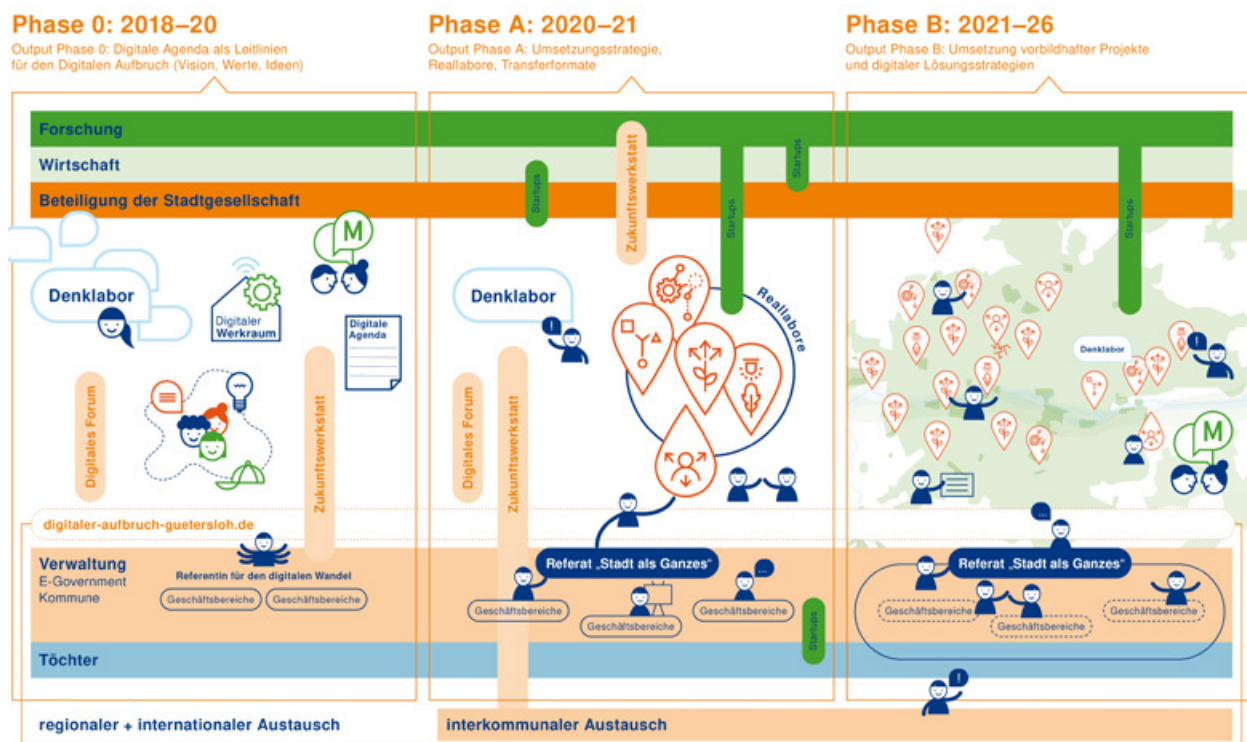 Phase 0: 2018–20
Output Phase 0: Digitale Agenda als Leitlinien
für den Digitalen Aufbruch (Vision, Werte, Ideen)
Phase A: 2020–21
Output Phase A: Umsetzungsstrategie,
Reallabore, Transferformate
Phase B: 2021–26
Output Phase B: Umsetzung vorbildhafter Projekte
und digitaler Lösungsstrategien
Forschung
Wirtschaft
Beteiligung der Stadtgesellschaft
Denklabor
Digitaler
Werkraum
M
Digitale
Agenda
Digitales Forum
Zukunftswerkstatt
Startups
Zukunftswerkstatt
Startups
Startups
Denklabor
!
Reallabore
Digitales Forum
Zukunftswerkstatt
Startups
Denklabor
!
M
digitaler-aufbruch-guetersloh.de
Verwaltung
E-Government
Kommune
Referentin für den digitalen Wandel
Geschäftsbereiche
Geschäftsbereiche
Referat „Stadt als Ganzes“
...
Geschäftsbereiche
Geschäftsbereiche
Geschäftsbereiche
Startups
...
Referat „Stadt als Ganzes“
Geschäftsbereiche
Geschäftsbereiche
Geschäftsbereiche
Töchter
!
regionaler + internationaler Austausch
interkommunaler Austausch